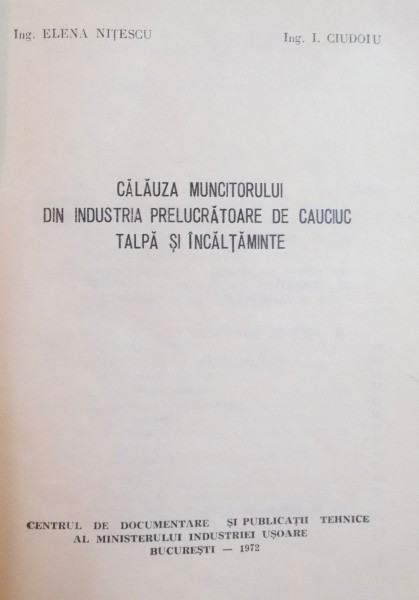 Ing. ELENA NIȚESCU
Ing. I. CIUDOIU
CĂLĂUZA MUNCITORULUI
DIN INDUSTRIA PRELUCRĂTOARE DE CAUCIUC
TALPĂ ȘI ÎNCĂLȚĂMINTE
CENTRUL DE DOCUMENTARE ȘI PUBLICAȚII TEHNICE
AL MINISTERULUI INDUSTRIEI UȘOARE
BUCUREȘTI — 1972